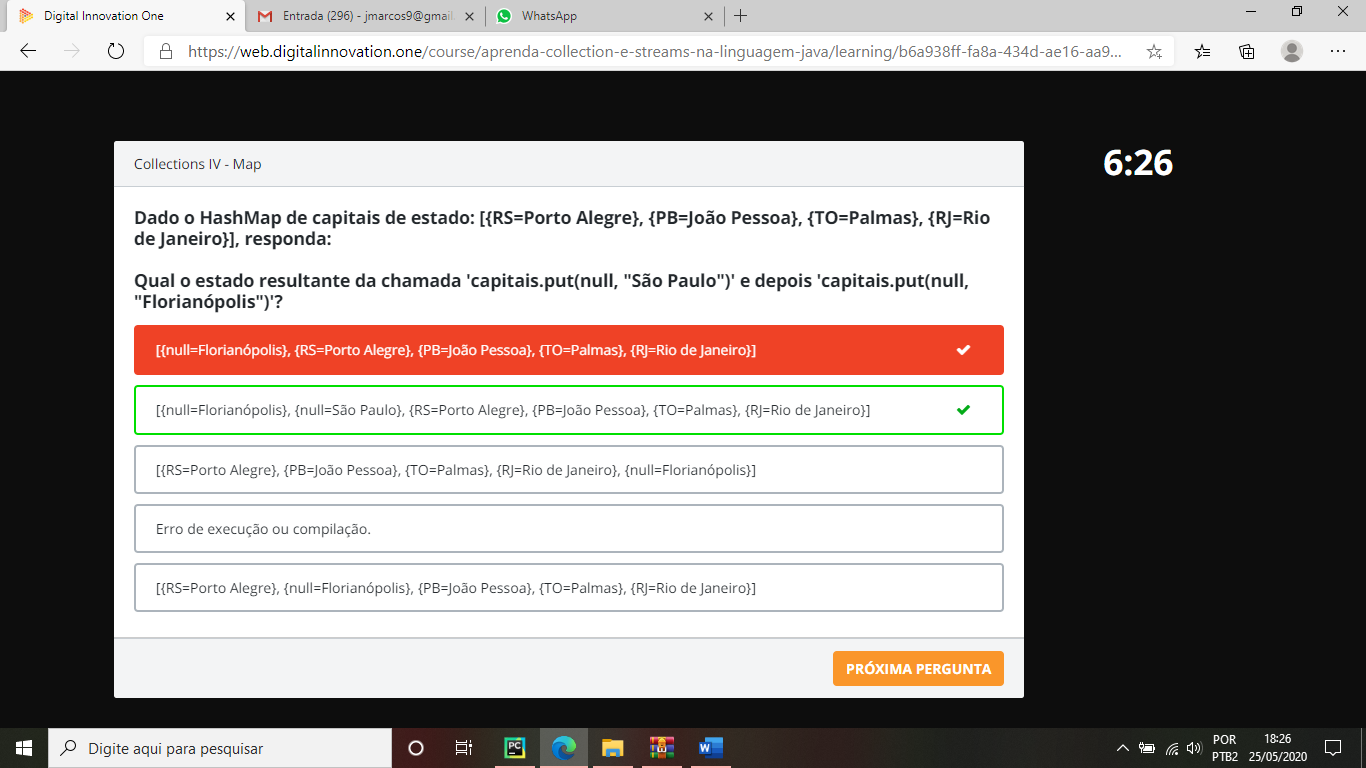 Digital Innovation One
Entrada (296) - jmarcos9@gmail.
WhatsApp
https://web.digitalinnovation.one/course/aprenda-collection-e-streams-na-linguagem-java/learning/b6a938ff-fa8a-434d-ae16-aa9...
Collections IV - Map
6:26
Dado o HashMap de capitais de estado: [{RS=Porto Alegre}, {PB=João Pessoa}, {TO=Palmas}, {RJ=Rio
de Janeiro}], responda:
Qual o estado resultante da chamada 'capitais.put(null, "São Paulo")' e depois 'capitais.put(null,
"Florianópolis")'?
[{null=Florianópolis}, {RS=Porto Alegre}, {PB=João Pessoa}, {TO=Palmas}, {RJ=Rio de Janeiro}]
[{null=Florianópolis}, {null=São Paulo}, {RS=Porto Alegre}, {PB=João Pessoa}, {TO=Palmas}, {RJ=Rio de Janeiro}]
[{RS=Porto Alegre}, {PB=João Pessoa}, {TO=Palmas}, {RJ=Rio de Janeiro}, {null=Florianópolis}]
Erro de execução ou compilação.
[{RS=Porto Alegre}, {null=Florianópolis}, {PB=João Pessoa}, {TO=Palmas}, {RJ=Rio de Janeiro}]
PRÓXIMA PERGUNTA
Digite aqui para pesquisar
PC
W
POR
PTB2
18:26
25/05/2020